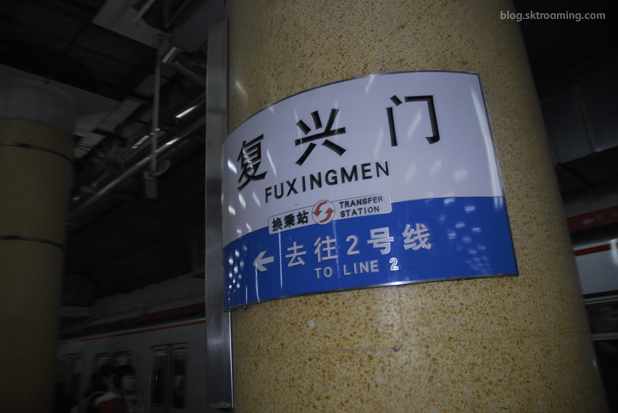 blog.sktroaming.com
复兴门
FUXINGMEN
换乘站 TRANSFER
STATION
去往2号线
TO LINE 2